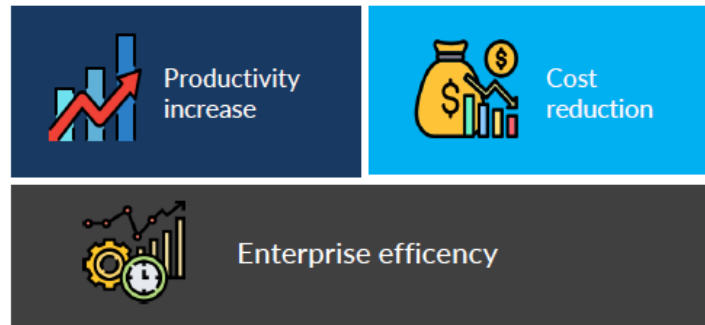 Productivity
increase
Cost
reduction
Enterprise efficency
$
$